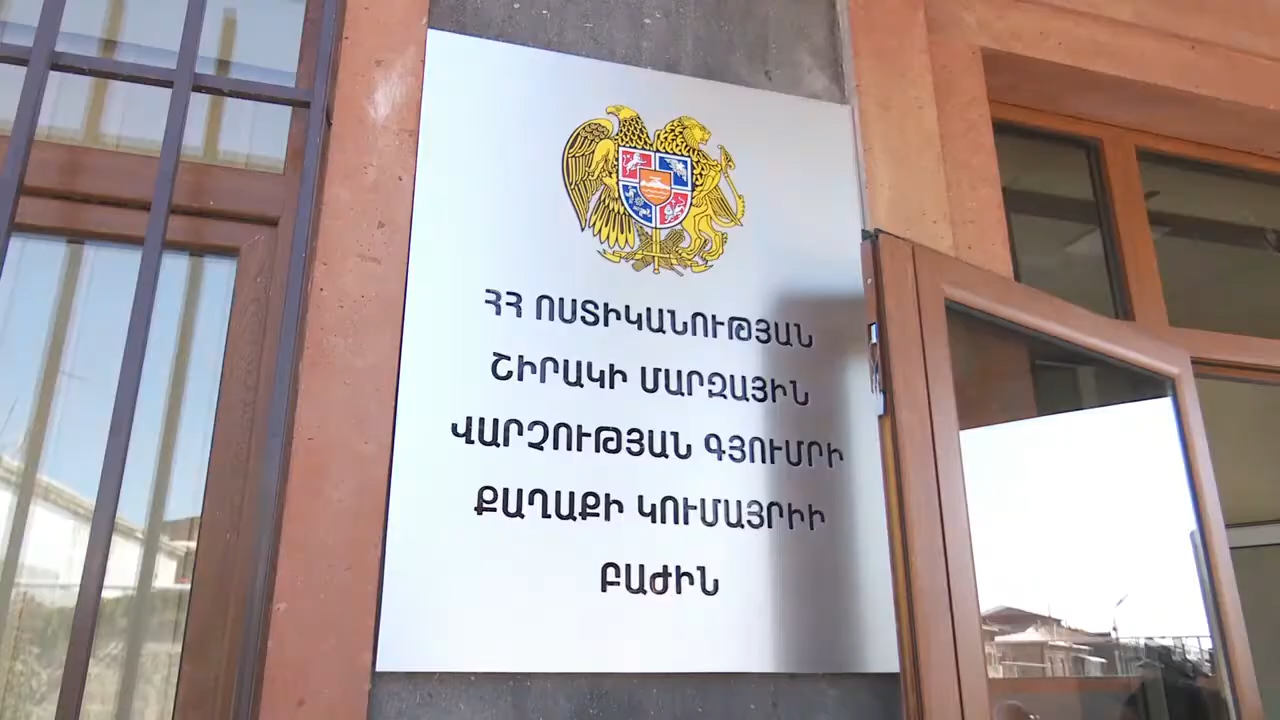 ՀՀ ՈՍՏԻԿԱՆՈՒԹՅԱՆ
ՇԻՐԱԿԻ ՄԱՐԶԱՅԻՆ
ՎԱՐՉՈՒԹՅԱՆ ԳՅՈՒՄՐԻ
ՔԱՂԱՔԻ ԿՈՒՄԱՅՐԻԻ
ԲԱԺԻՆ